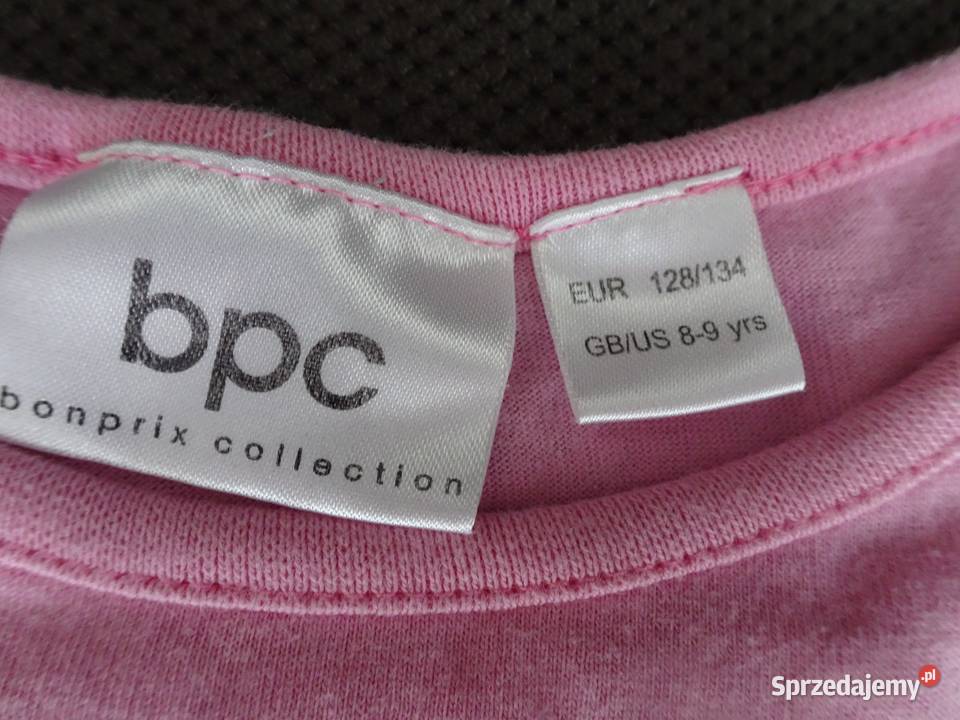 bpc
bonprix collection
EUR 128/134
GB/US 8-9 yrs
Sprzedajemy.pl